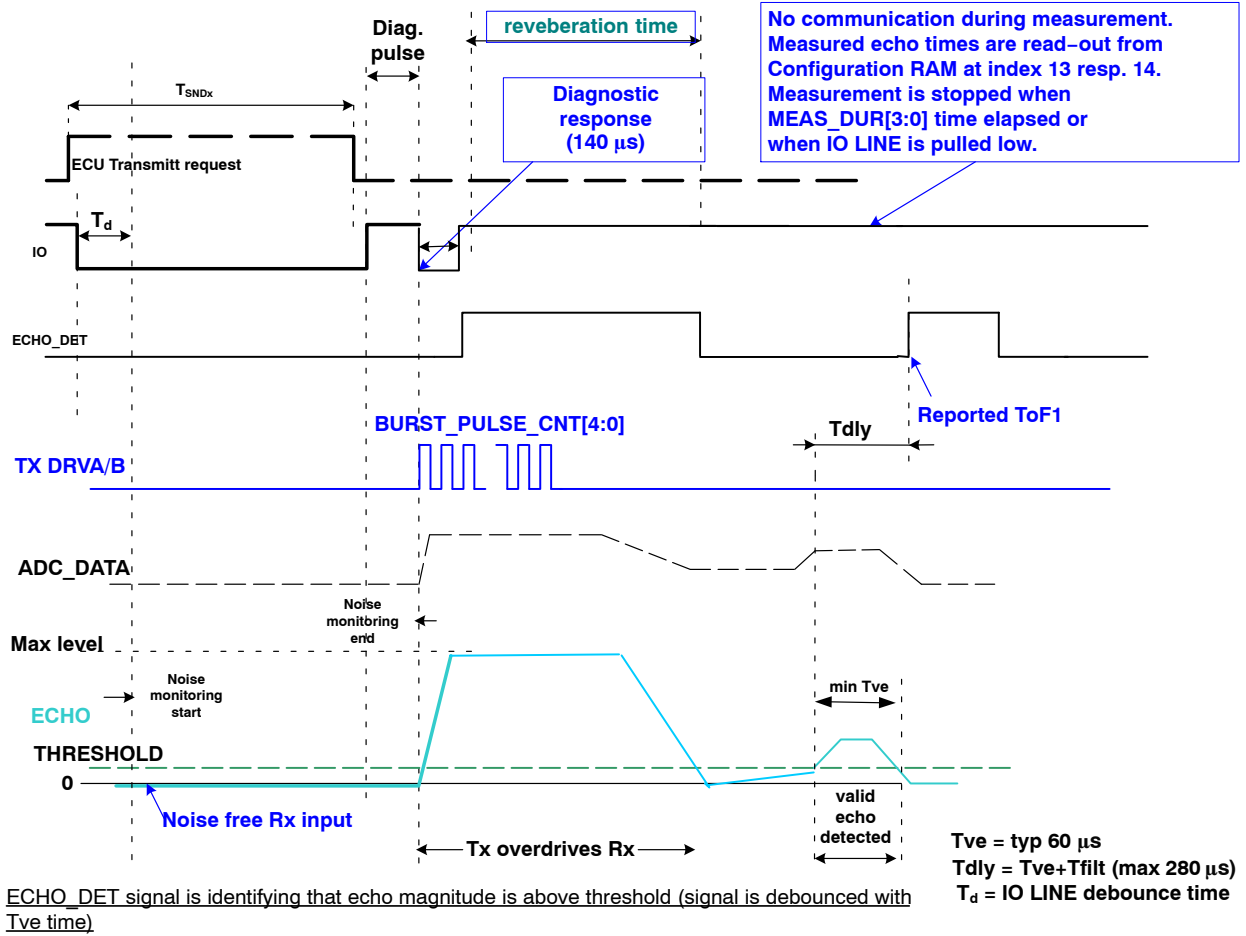 Diag.
pulse
reveberation time
No communication during measurement.
Measured echo times are read−out from
Configuration RAM at index 13 resp. 14.
Measurement is stopped when
MEAS_DUR[3:0] time elapsed or
when IO LINE is pulled low.
TSNDx
Diagnostic
response
(140 μs)
ECU Transmitt request
Td
IO
ECHO_DET
Reported ToF1
BURST_PULSE_CNT[4:0]
Tdly
TX DRVA/B
ADC_DATA
Noise
monitoring
end
Max level
Noise
monitoring
start
min Tve
ECHO
THRESHOLD
0
Noise free Rx input
valid
echo
detected
Tx overdrives Rx
Tve = typ 60 μs
Tdly = Tve+Tfilt (max 280 μs)
Td = IO LINE debounce time
ECHO_DET signal is identifying that echo magnitude is above threshold (signal is debounced with
Tve time)